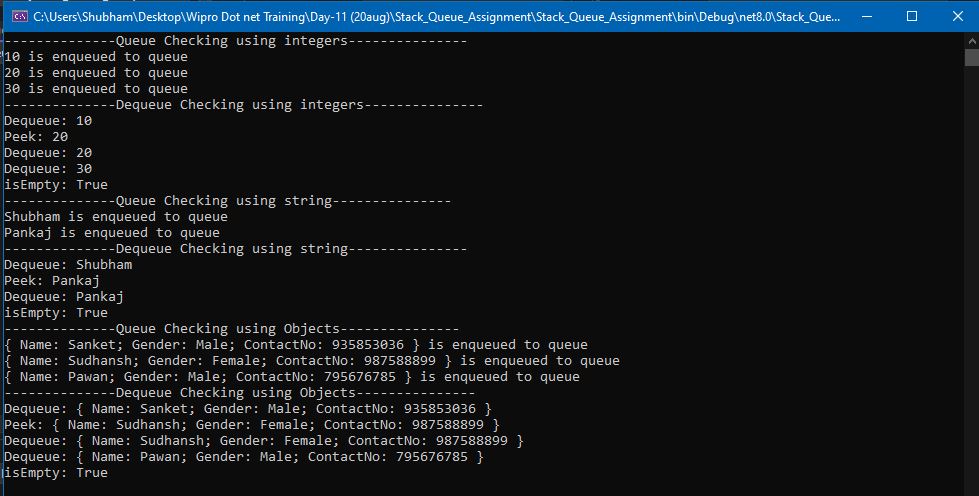 C:\Users\Shubham\Desktop\Wipro Dot net Training\Day-11 (20aug)\Stack_Queue_Assignment\Stack_Queue_Assignment\bin\Debug\net8.0\Stack_Que...
--------------Queue Checking using integers---------------
10 is enqueued to queue
20 is enqueued to queue
30 is enqueued to queue
--------------Dequeue Checking using integers---------------
Dequeue: 10
Peek: 20
Dequeue: 20
Dequeue: 30
isEmpty: True
--------------Queue Checking using string---------------
Shubham is enqueued to queue
Pankaj is enqueued to queue
--------------Dequeue Checking using string---------------
Dequeue: Shubham
Peek: Pankaj
Dequeue: Pankaj
isEmpty: True
--------------Queue Checking using Objects---------------
{ Name: Sanket; Gender: Male; ContactNo: 935853036 } is enqueued to queue
{ Name: Sudhansh; Gender: Female; ContactNo: 987588899 } is enqueued to queue
{ Name: Pawan; Gender: Male; ContactNo: 795676785 } is enqueued to queue
--------------Dequeue Checking using Objects---------------
Dequeue: { Name: Sanket; Gender: Male; ContactNo: 935853036 }
Peek: { Name: Sudhansh; Gender: Female; ContactNo: 987588899 }
Dequeue: { Name: Sudhansh; Gender: Female; ContactNo: 987588899 }
Dequeue: { Name: Pawan; Gender: Male; ContactNo: 795676785 }
isEmpty: True